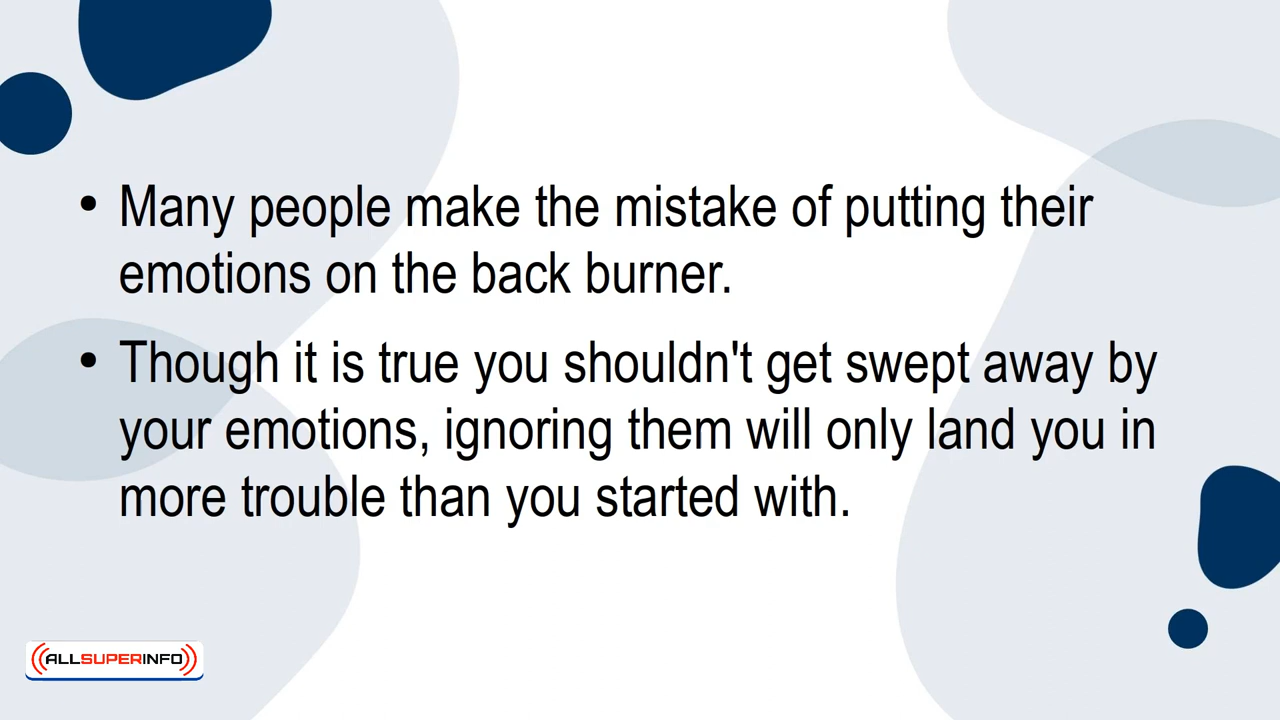 • Many people make the mistake of putting their
emotions on the back burner.
• Though it is true you shouldn't get swept away by
your emotions, ignoring them will only land you in
more trouble than you started with.
ALLSUPERINFO